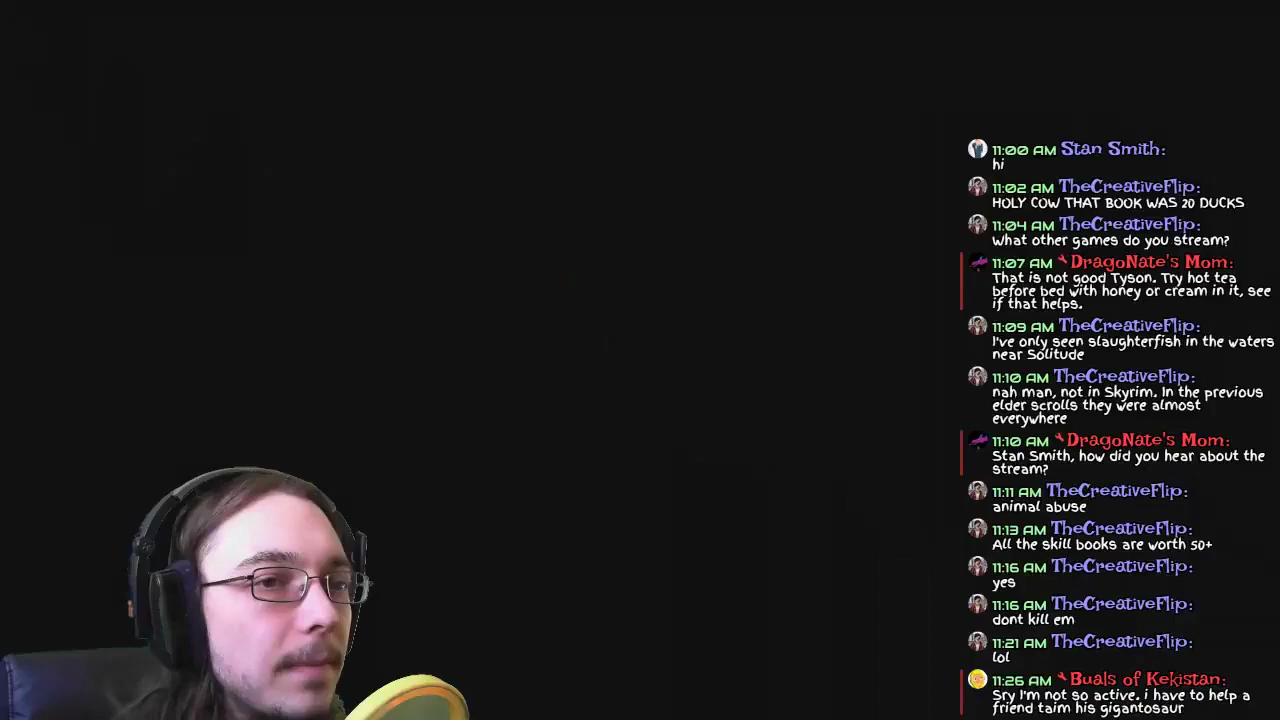 11:00 AM Stan Smith:
hi
11:02 AM TheCreativeFlip:
HOLY COW THAT BOOK WAS 20 DUCKS
11:04 AM TheCreativeFlip:
What other games do you stream?
11:07 AM DragoNate's Mom:
That is not good Tyson. Try hot tea
before bed with honey or cream in it, see
if that helps.
11:09 AM TheCreativeFlip:
I've only seen slaughterfish in the waters
near Solitude
11:10 AM TheCreativeFlip:
nah man, not in Skyrim. In the previous
elder scrolls they were almost
everywhere
11:10 AM DragoNate's Mom:
Stan Smith, how did you hear about the
stream?
11:11 AM TheCreativeFlip:
animal abuse
11:13 AM TheCreativeFlip:
All the skill books are worth 50+
11:16 AM TheCreativeFlip:
yes
11:16 AM TheCreativeFlip:
dont kill em
11:21 AM TheCreativeFlip:
lol
11:26 AM Buals of Kekistan:
Sry I'm not so active. i have to help a
friend taim his gigantosaur